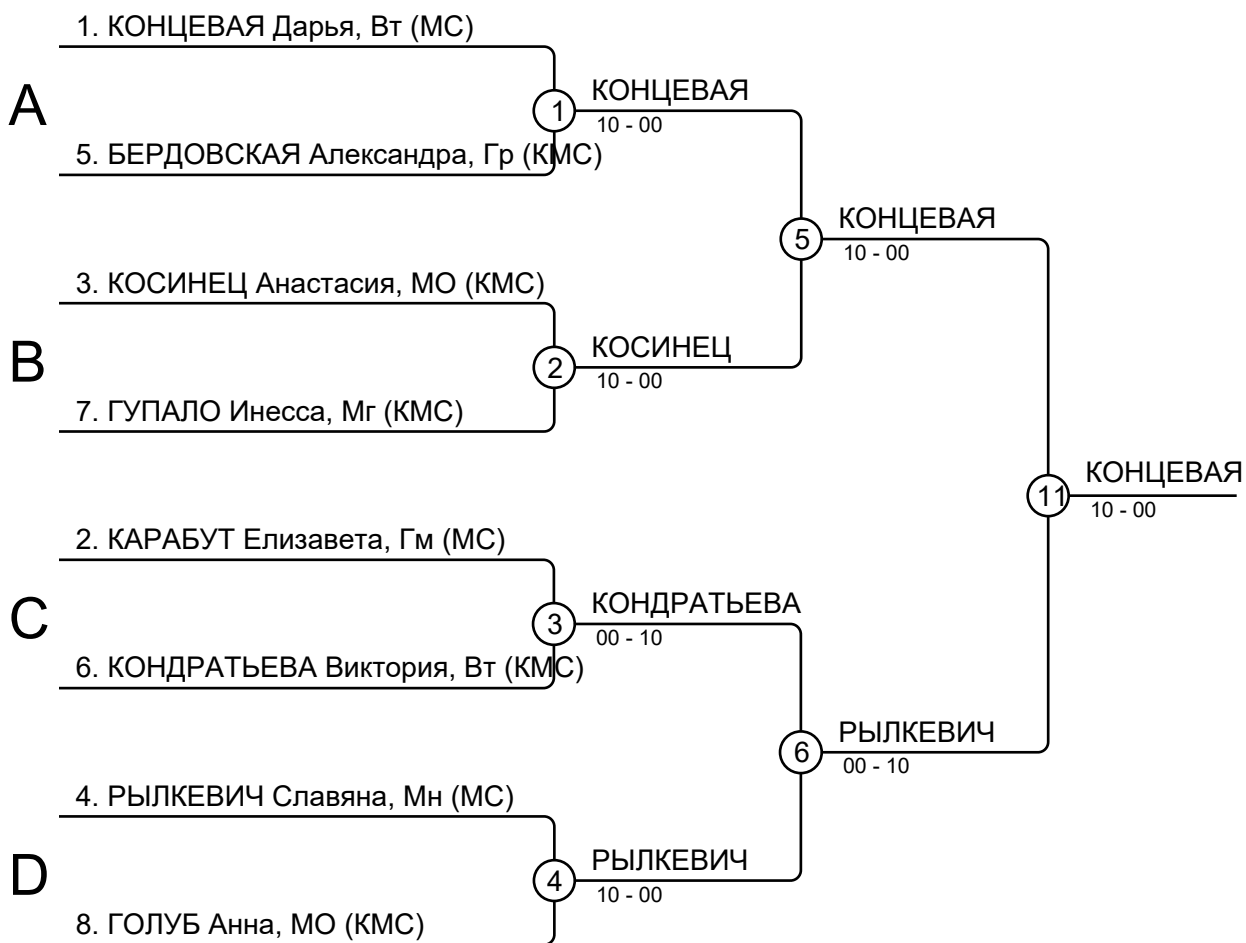 1. КОНЦЕВАЯ Дарья, Вт (МС)
A
1
КОНЦЕВАЯ
10 - 00
5. БЕРДОВСКАЯ Александра, Гр (КМС)
5
КОНЦЕВАЯ
10 - 00
3. КОСИНЕЦ Анастасия, МО (КМС)
B
2
КОСИНЕЦ
10 - 00
7. ГУПАЛО Инесса, Мг (КМС)
11
КОНЦЕВАЯ
10 - 00
2. КАРАБУТ Елизавета, Гм (МС)
C
3
КОНДРАТЬЕВА
00 - 10
6. КОНДРАТЬЕВА Виктория, Вт (КМС)
6
РЫЛКЕВИЧ
00 - 10
4. РЫЛКЕВИЧ Славяна, Мн (МС)
D
4
РЫЛКЕВИЧ
10 - 00
8. ГОЛУБ Анна, МО (КМС)